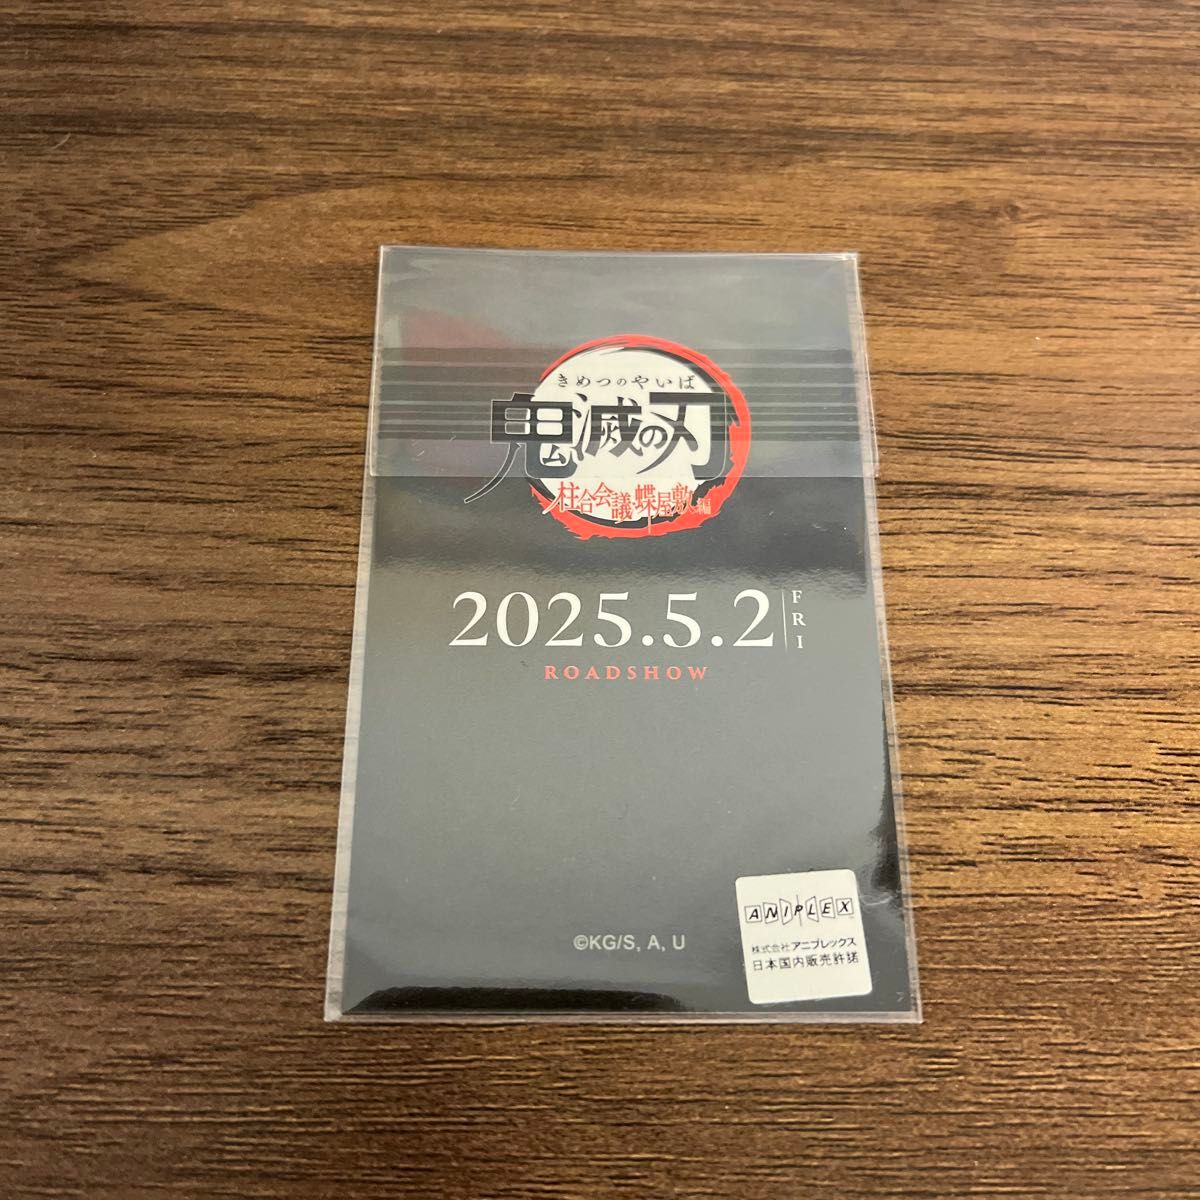 きめつのやいば
鬼滅の刃
柱合会議・蝶屋敷編
2025.5.2 FRI
ROADSHOW
©KG/S, A, U
ANIPLEX
株式会社アニプレックス
日本国内販売許諾